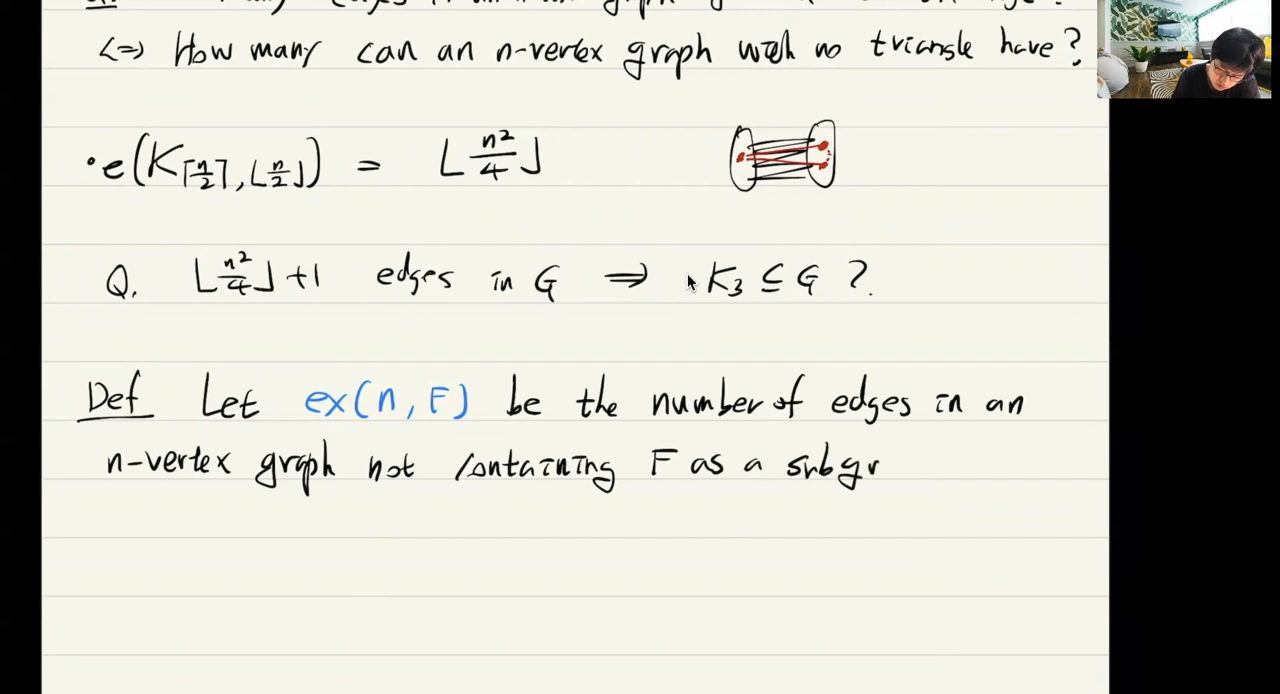 ⟺ How many can an n-vertex graph with no triangle have?
• e(K⌈n/2⌉,⌊n/2⌋) = ⌊n²/4⌋
Q. ⌊n²/4⌋+1 edges in G ⟹ K₃ ⊆ G ?
Def Let ex(n, F) be the number of edges in an
n-vertex graph not containing F as a subgr